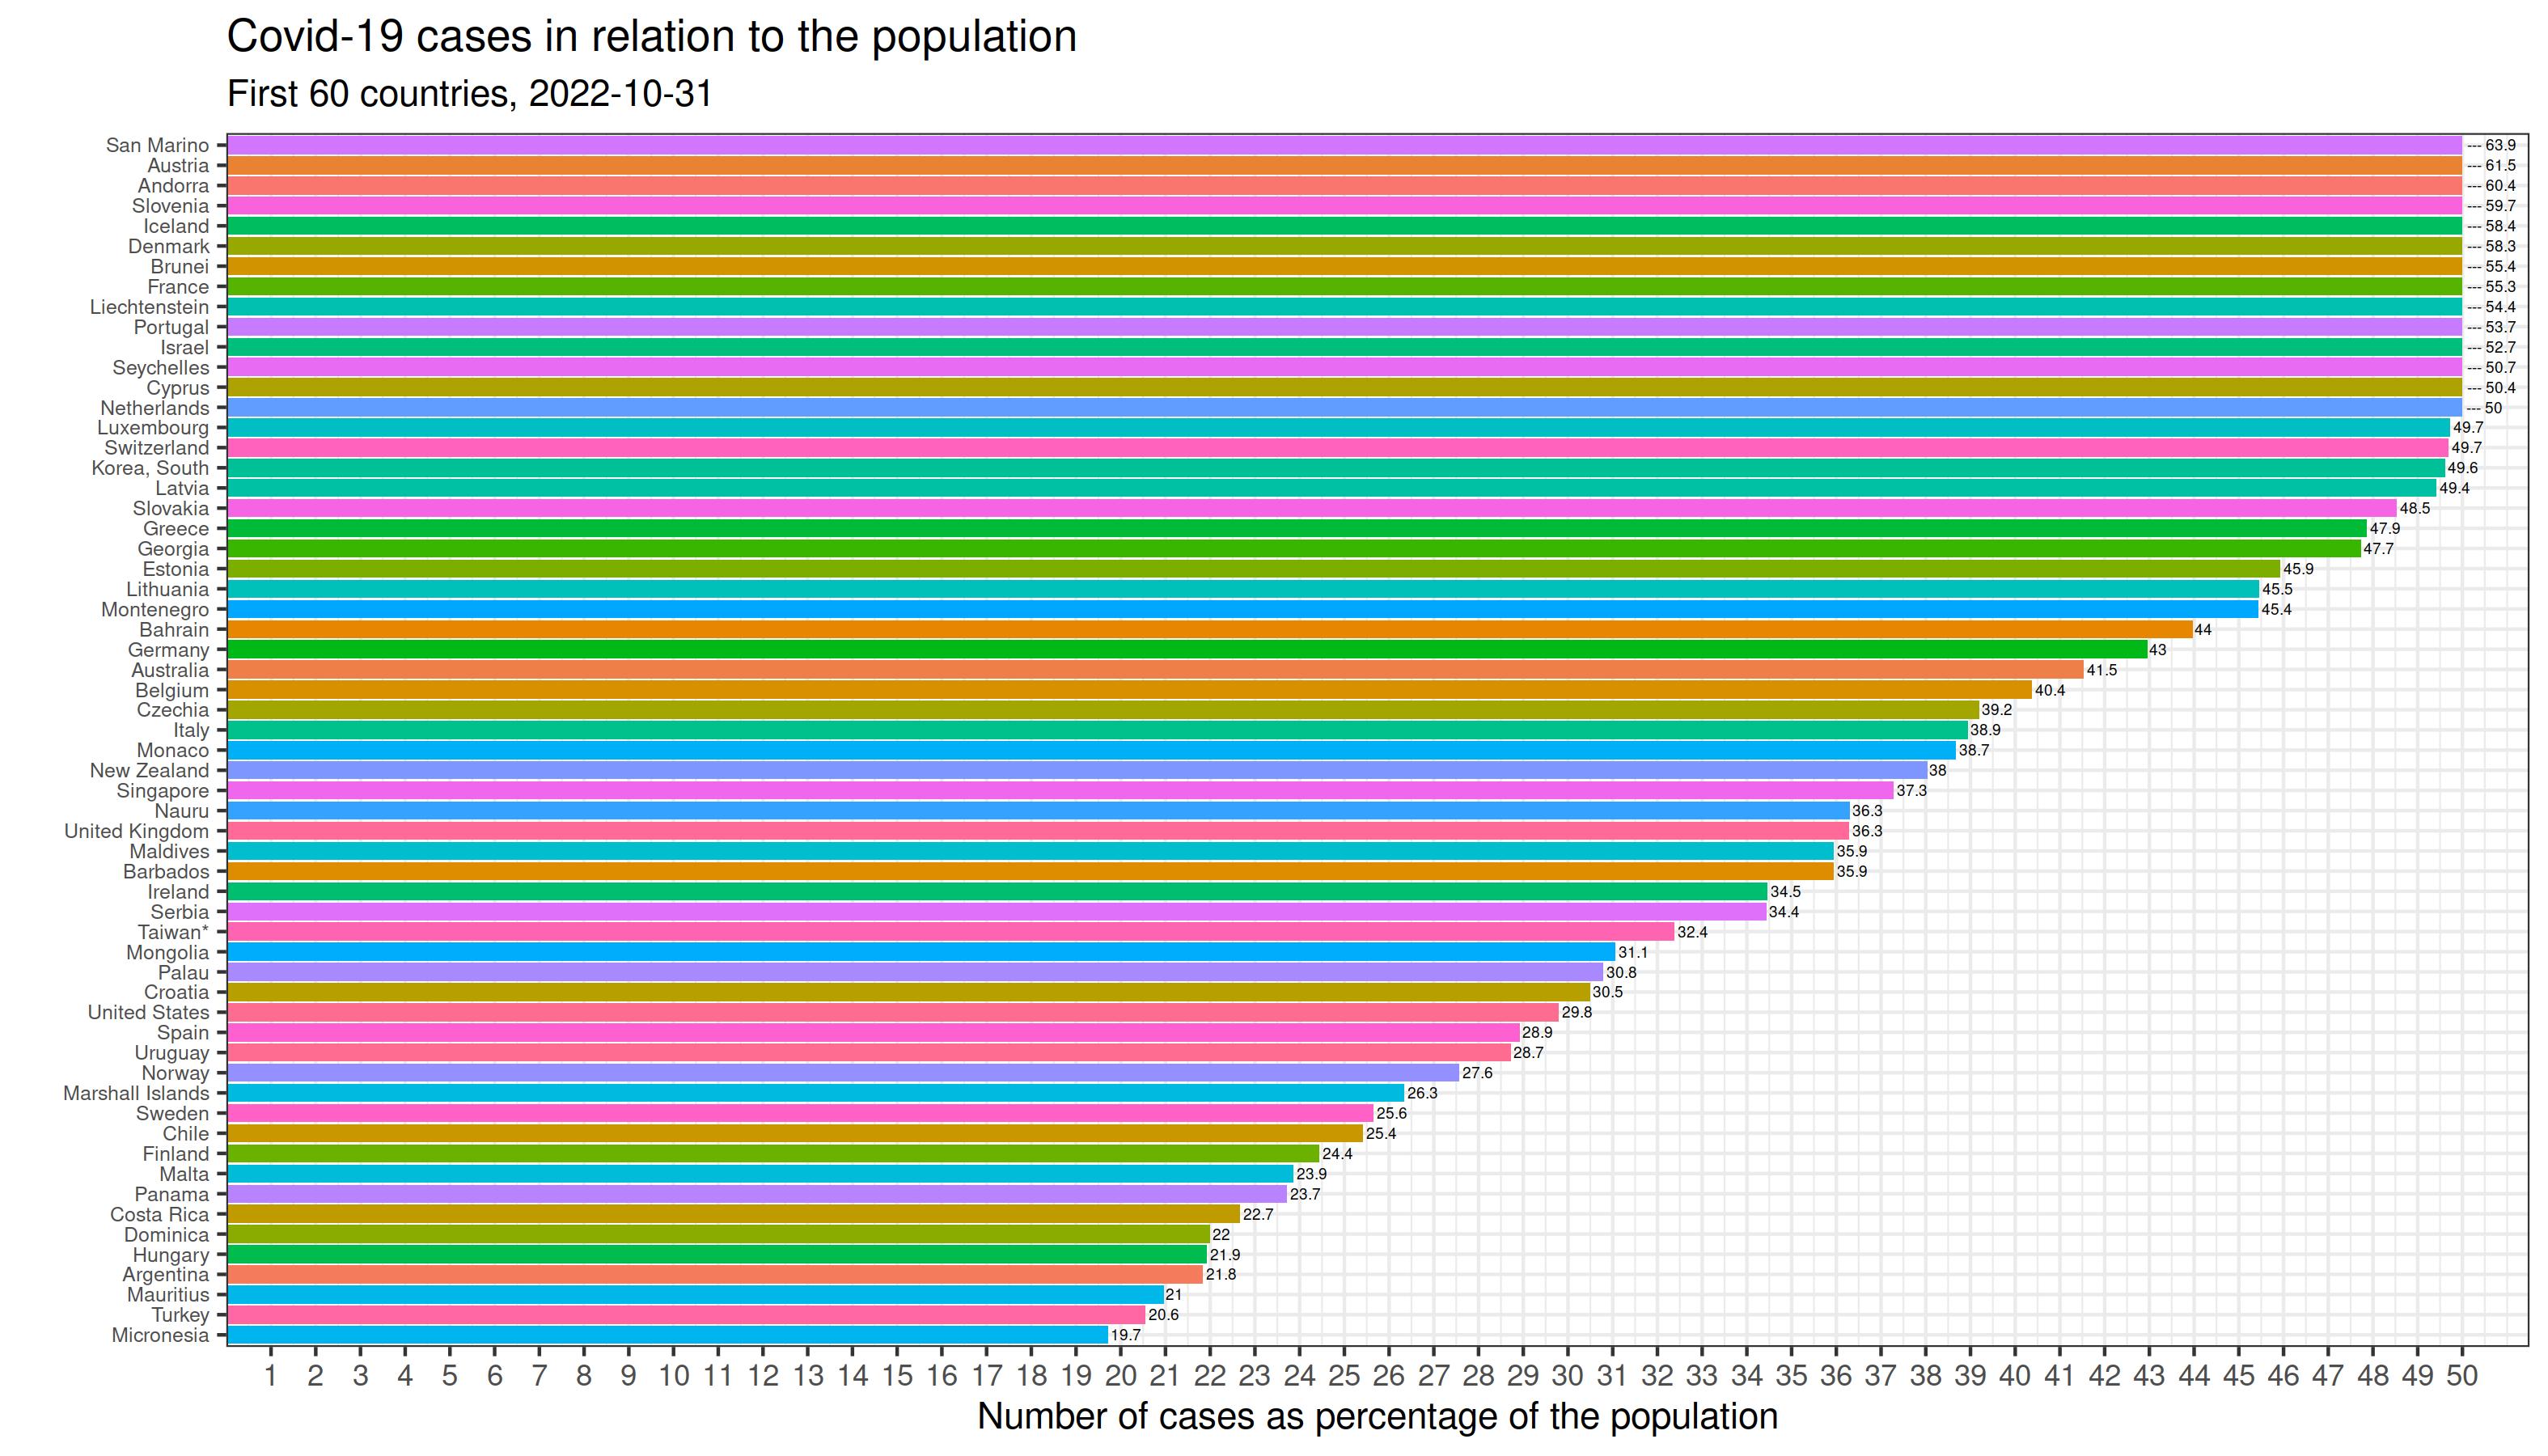 Covid-19 cases in relation to the population
First 60 countries, 2022-10-31
San Marino --- 63.9
Austria --- 61.5
Andorra --- 60.4
Slovenia --- 59.7
Iceland --- 58.4
Denmark --- 58.3
Brunei --- 55.4
France --- 55.3
Liechtenstein --- 54.4
Portugal --- 53.7
Israel --- 52.7
Seychelles --- 50.7
Cyprus --- 50.4
Netherlands --- 50
Luxembourg 49.7
Switzerland 49.7
Korea, South 49.6
Latvia 49.4
Slovakia 48.5
Greece 47.9
Georgia 47.7
Estonia 45.9
Lithuania 45.5
Montenegro 45.4
Bahrain 44
Germany 43
Australia 41.5
Belgium 40.4
Czechia 39.2
Italy 38.9
Monaco 38.7
New Zealand 38
Singapore 37.3
Nauru 36.3
United Kingdom 36.3
Maldives 35.9
Barbados 35.9
Ireland 34.5
Serbia 34.4
Taiwan* 32.4
Mongolia 31.1
Palau 30.8
Croatia 30.5
United States 29.8
Spain 28.9
Uruguay 28.7
Norway 27.6
Marshall Islands 26.3
Sweden 25.6
Chile 25.4
Finland 24.4
Malta 23.9
Panama 23.7
Costa Rica 22.7
Dominica 22
Hungary 21.9
Argentina 21.8
Mauritius 21
Turkey 20.6
Micronesia 19.7
1 2 3 4 5 6 7 8 9 10 11 12 13 14 15 16 17 18 19 20 21 22 23 24 25 26 27 28 29 30 31 32 33 34 35 36 37 38 39 40 41 42 43 44 45 46 47 48 49 50
Number of cases as percentage of the population